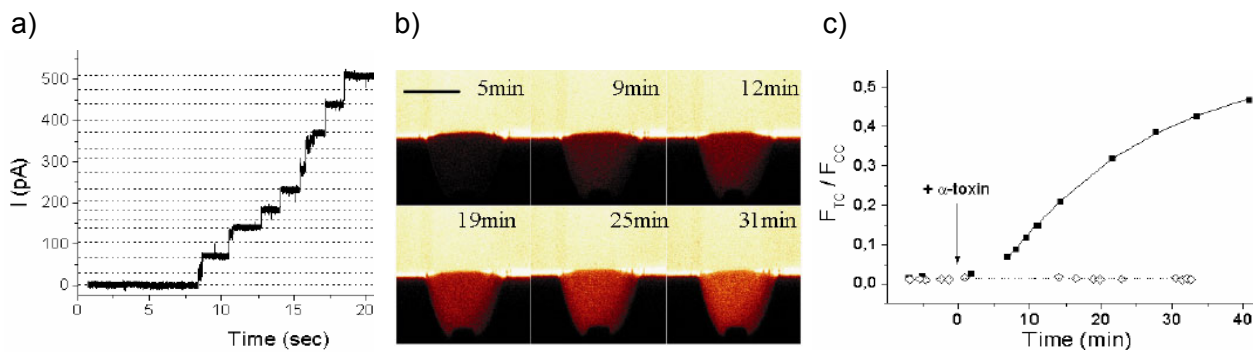 a)
I (pA)
500
400
300
200
100
0
0
5
10
15
20
Time (sec)
b)
5min
9min
12min
19min
25min
31min
c)
F_TC / F_CC
0,5
0,4
0,3
0,2
0,1
0,0
+ α-toxin
0
10
20
30
40
Time (min)